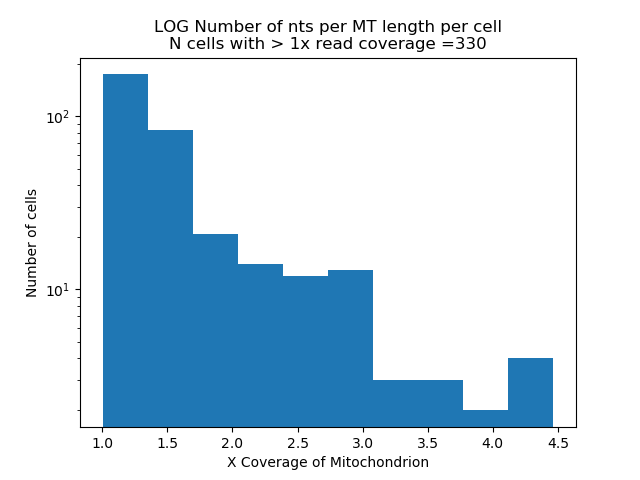 LOG Number of nts per MT length per cell
N cells with > 1x read coverage =330
10²
10¹
Number of cells
1.0 1.5 2.0 2.5 3.0 3.5 4.0 4.5
X Coverage of Mitochondrion